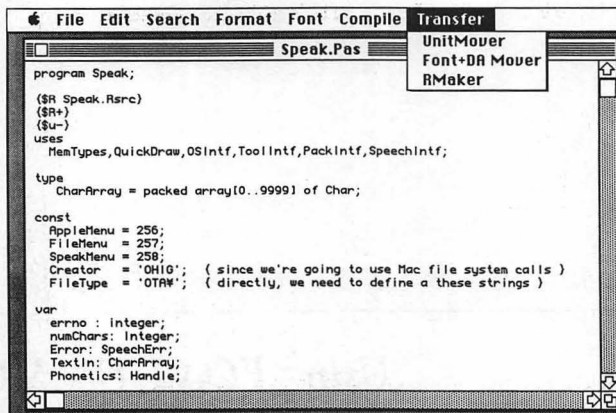 File Edit Search Format Font Compile Transfer
UnitMover
Font+DA Mover
RMaker
Speak.Pas
program Speak;
{$R Speak.Rsrc}
{$R+}
{$u-}
uses
MemTypes,QuickDraw,OSIntf,ToolIntf,PackIntf,SpeechIntf;
type
CharArray = packed array[0..9999] of Char;
const
AppleMenu = 256;
FileMenu = 257;
SpeakMenu = 258;
Creator = 'OHIG'; { since we're going to use Mac file system calls }
FileType = 'OTA¥'; { directly, we need to define a these strings }
var
errno : integer;
numChars: Integer;
Error: SpeechErr;
TextIn: CharArray;
Phonetics: Handle;